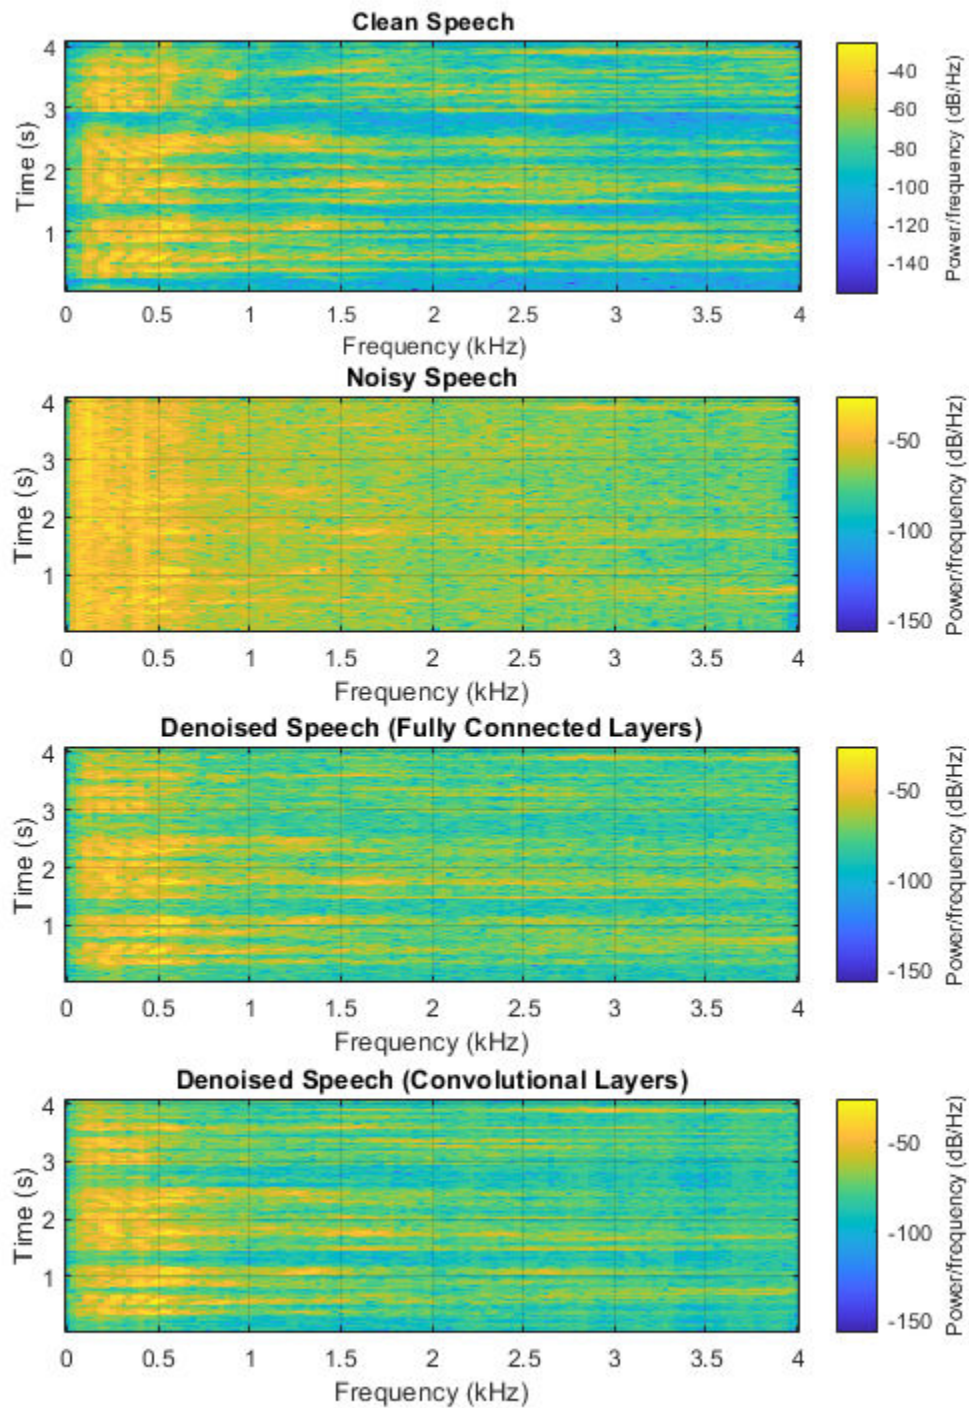 Clean Speech
4
3
2
1
Time (s)
0 0.5 1 1.5 2 2.5 3 3.5 4
Frequency (kHz)
-40
-60
-80
-100
-120
-140
Power/frequency (dB/Hz)
Noisy Speech
4
3
2
1
Time (s)
0 0.5 1 1.5 2 2.5 3 3.5 4
Frequency (kHz)
-50
-100
-150
Power/frequency (dB/Hz)
Denoised Speech (Fully Connected Layers)
4
3
2
1
Time (s)
0 0.5 1 1.5 2 2.5 3 3.5 4
Frequency (kHz)
-50
-100
-150
Power/frequency (dB/Hz)
Denoised Speech (Convolutional Layers)
4
3
2
1
Time (s)
0 0.5 1 1.5 2 2.5 3 3.5 4
Frequency (kHz)
-50
-100
-150
Power/frequency (dB/Hz)